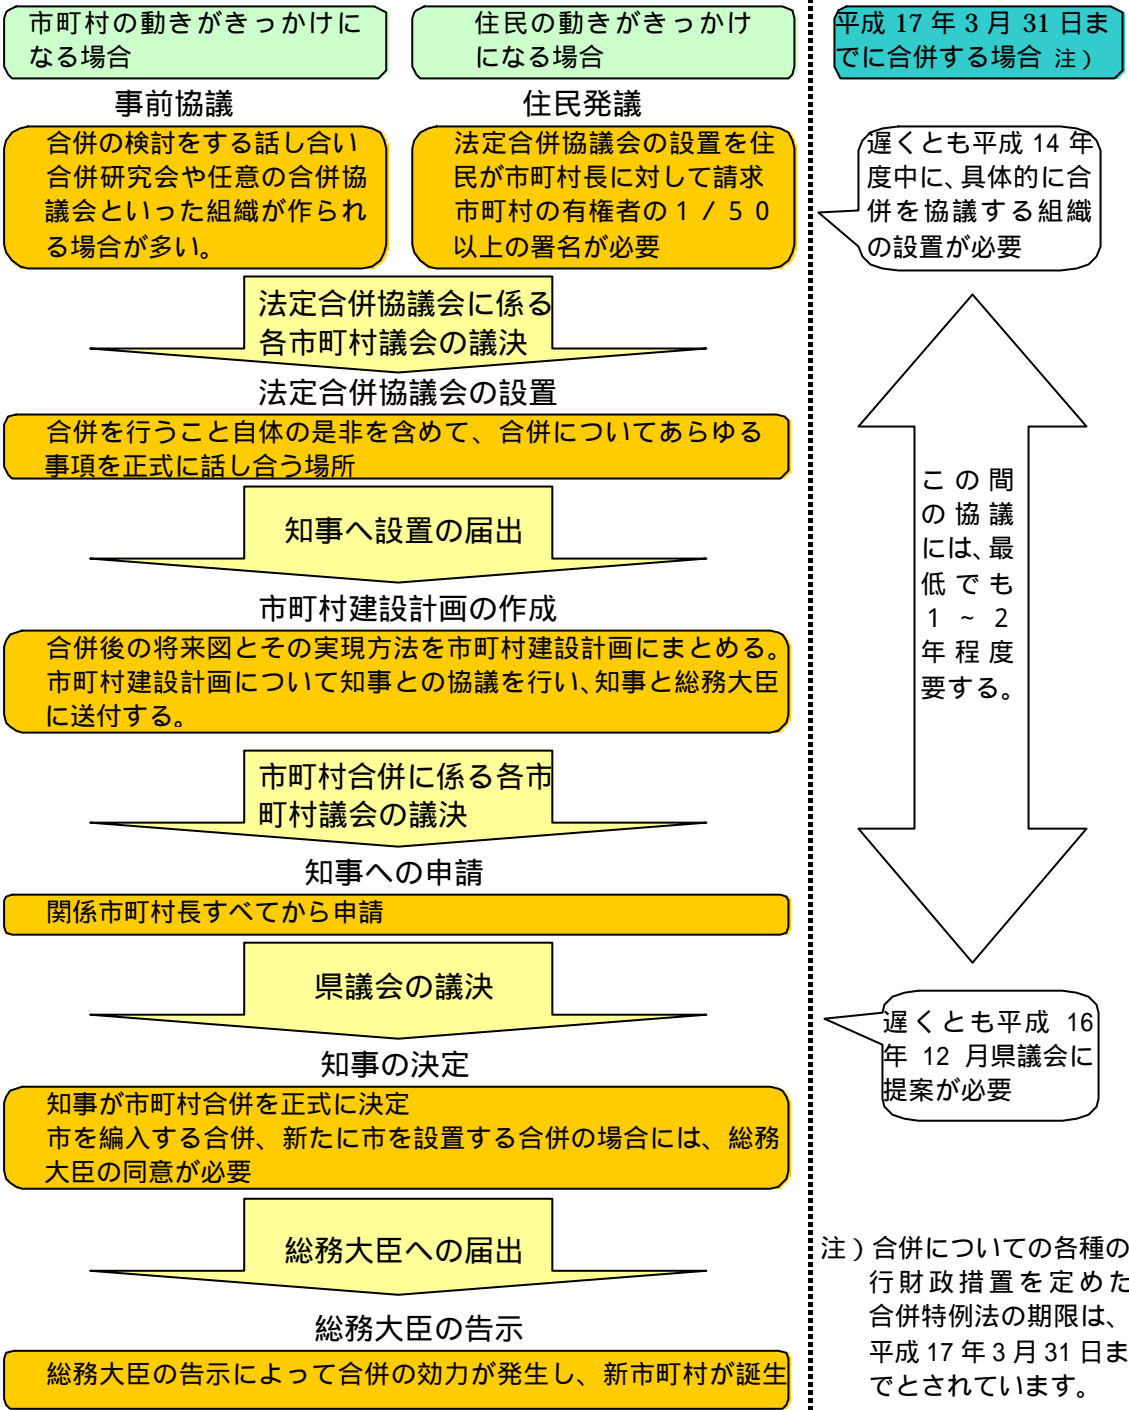 市町村の動きがきっかけに
なる場合
住民の動きがきっかけ
になる場合
事前協議
住民発議
合併の検討をする話し合い
合併研究会や任意の合併協
議会といった組織が作られ
る場合が多い。
法定合併協議会の設置を住
民が市町村長に対して請求
市町村の有権者の1/50
以上の署名が必要
法定合併協議会に係る
各市町村議会の議決
法定合併協議会の設置
合併を行うこと自体の是非を含めて、合併についてあらゆる
事項を正式に話し合う場所
知事へ設置の届出
市町村建設計画の作成
合併後の将来図とその実現方法を市町村建設計画にまとめる。
市町村建設計画について知事との協議を行い、知事と総務大臣
に送付する。
市町村合併に係る各市
町村議会の議決
知事への申請
関係市町村長すべてから申請
県議会の議決
知事の決定
知事が市町村合併を正式に決定
市を編入する合併、新たに市を設置する合併の場合には、総務
大臣の同意が必要
総務大臣への届出
総務大臣の告示
総務大臣の告示によって合併の効力が発生し、新市町村が誕生
平成 17 年 3 月 31 日ま
でに合併する場合 注)
遅くとも平成 14 年
度中に、具体的に合
併を協議する組織
の設置が必要
この間
の協議
には、最
低でも
1 ~ 2
年程度
要する。
遅くとも平成 16
年 12 月県議会に
提案が必要
注)合併についての各種の
行財政措置を定めた
合併特例法の期限は、
平成 17 年 3 月 31 日ま
でとされています。